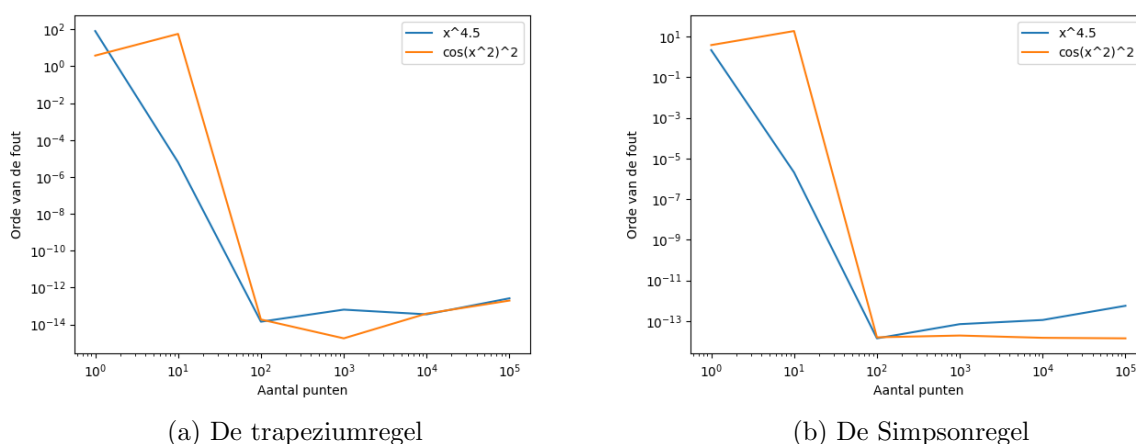 10^2
10^0
10^-2
10^-4
10^-6
10^-8
10^-10
10^-12
10^-14
Orde van de fout
x^4.5
cos(x^2)^2
10^0 10^1 10^2 10^3 10^4 10^5
Aantal punten
(a) De trapeziumregel
10^1
10^-1
10^-3
10^-5
10^-7
10^-9
10^-11
10^-13
Orde van de fout
x^4.5
cos(x^2)^2
10^0 10^1 10^2 10^3 10^4 10^5
Aantal punten
(b) De Simpsonregel